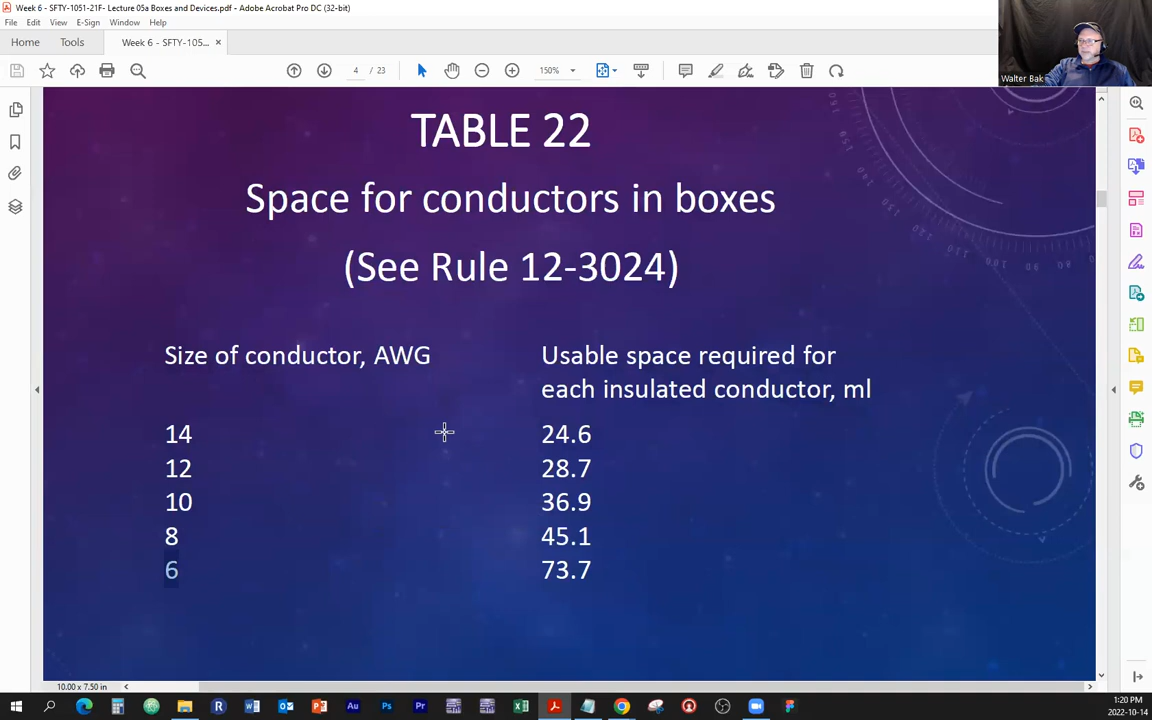 Week 6 - SFTY-1051-21F- Lecture 05a Boxes and Devices.pdf - Adobe Acrobat Pro DC (32-bit)
File Edit View E-Sign Window Help
Home Tools Week 6 - SFTY-105... ×
4 / 23 150%
Walter Bak
TABLE 22
Space for conductors in boxes
(See Rule 12-3024)
Size of conductor, AWG
Usable space required for
each insulated conductor, ml
14 24.6
12 28.7
10 36.9
8 45.1
6 73.7
10.00 x 7.50 in
1:20 PM
2022-10-14